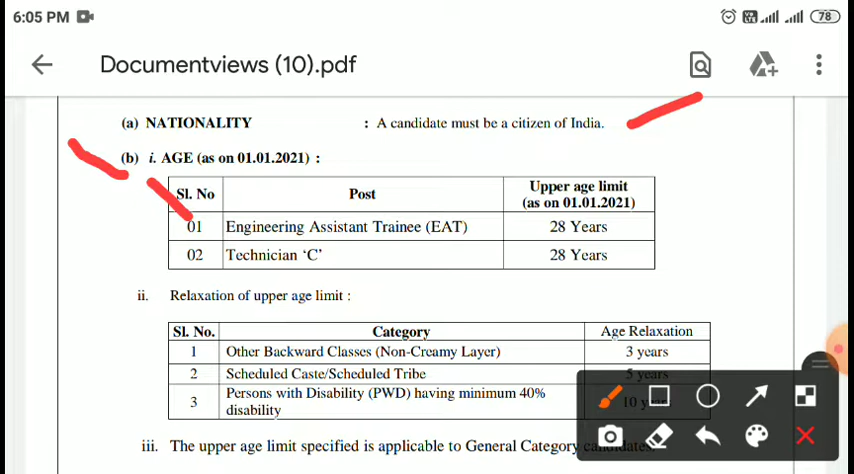 6:05 PM 78
Documentviews (10).pdf
(a) NATIONALITY : A candidate must be a citizen of India.
(b) i. AGE (as on 01.01.2021) :
Sl. No Post Upper age limit (as on 01.01.2021)
01 Engineering Assistant Trainee (EAT) 28 Years
02 Technician ‘C’ 28 Years
ii. Relaxation of upper age limit :
Sl. No. Category Age Relaxation
1 Other Backward Classes (Non-Creamy Layer) 3 years
2 Scheduled Caste/Scheduled Tribe 5 years
3 Persons with Disability (PWD) having minimum 40% disability 10
iii. The upper age limit specified is applicable to General Category candidates